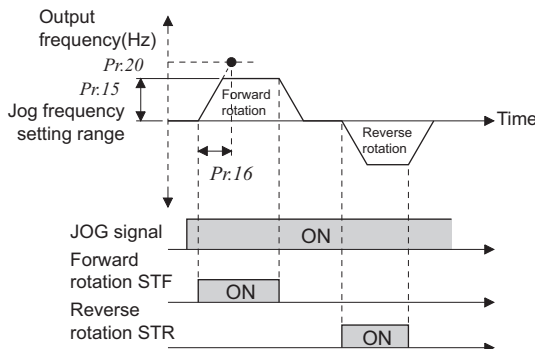 Output
frequency(Hz)
Pr.20
Pr.15
Jog frequency
setting range
Forward
rotation
Time
Reverse
rotation
Pr.16
JOG signal
ON
Forward
rotation STF
ON
Reverse
rotation STR
ON